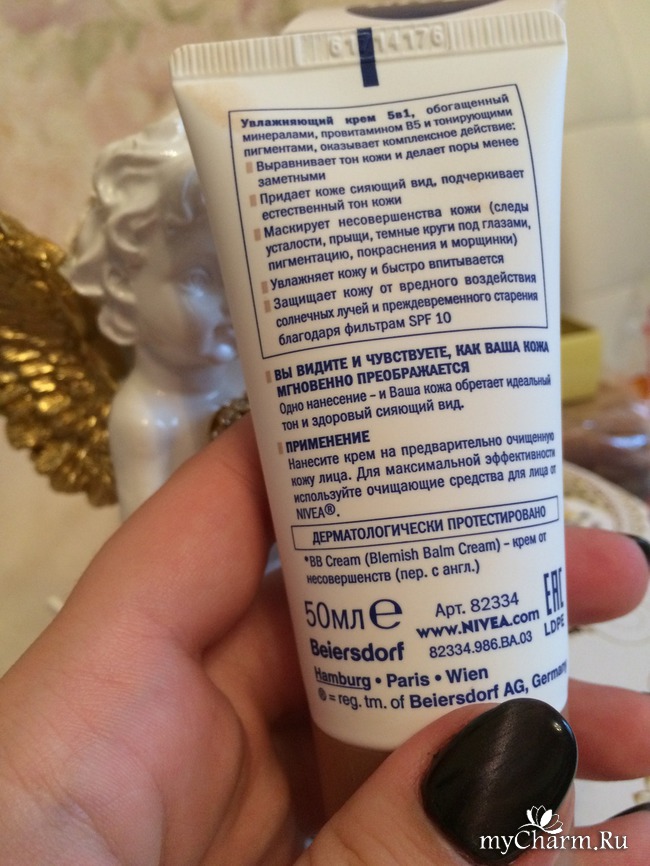 61714176
Увлажняющий крем 5в1, обогащенный
минералами, провитамином В5 и тонирующими
пигментами, оказывает комплексное действие:
Выравнивает тон кожи и делает поры менее
заметными
Придает коже сияющий вид, подчеркивает
естественный тон кожи
Маскирует несовершенства кожи (следы
усталости, прыщи, темные круги под глазами,
пигментацию, покраснения и морщинки)
Увлажняет кожу и быстро впитывается
Защищает кожу от вредного воздействия
солнечных лучей и преждевременного старения
благодаря фильтрам SPF 10
ВЫ ВИДИТЕ И ЧУВСТВУЕТЕ, КАК ВАША КОЖА
МГНОВЕННО ПРЕОБРАЖАЕТСЯ
Одно нанесение – и Ваша кожа обретает идеальный
тон и здоровый сияющий вид.
ПРИМЕНЕНИЕ
Нанесите крем на предварительно очищенную
кожу лица. Для максимальной эффективности
используйте очищающие средства для лица от
NIVEA®.
ДЕРМАТОЛОГИЧЕСКИ ПРОТЕСТИРОВАНО
*BB Cream (Blemish Balm Cream) – крем от
несовершенств (пер. с англ.)
50мл℮ Арт. 82334 EAC
www.NIVEA.com LDPE
Beiersdorf 82334.986.BA.03
Hamburg • Paris • Wien
® = reg. tm. of Beiersdorf AG, Germany
myCharm.Ru